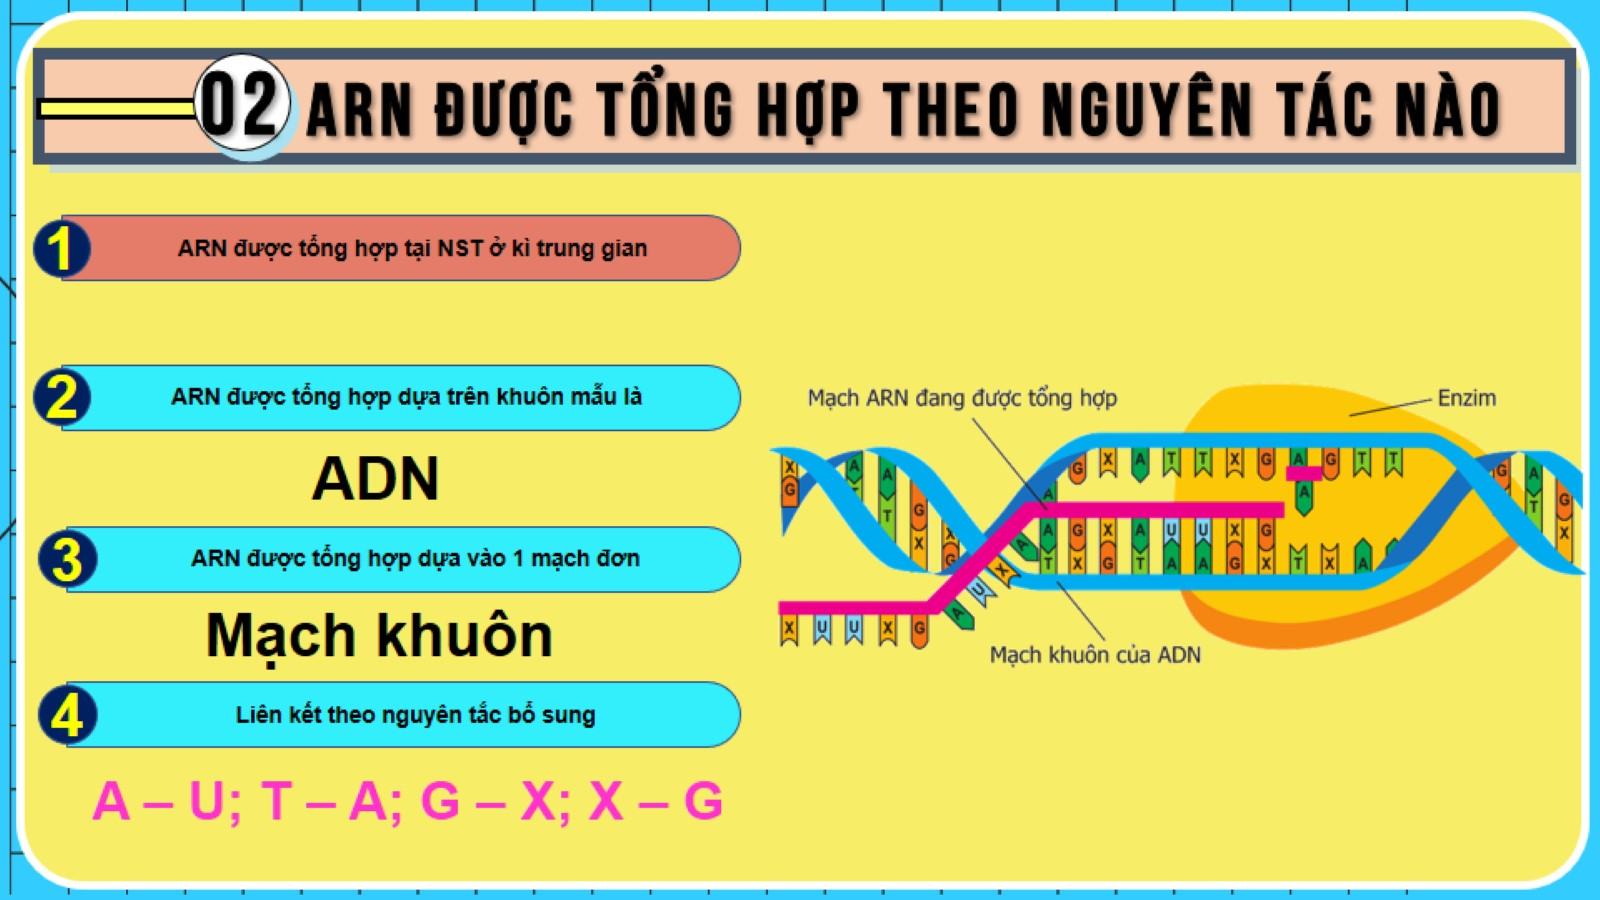 02 ARN ĐƯỢC TỔNG HỢP THEO NGUYÊN TÁC NÀO
1 ARN được tổng hợp tại NST ở kì trung gian
2 ARN được tổng hợp dựa trên khuôn mẫu là
ADN
3 ARN được tổng hợp dựa vào 1 mạch đơn
Mạch khuôn
4 Liên kết theo nguyên tắc bổ sung
A – U; T – A; G – X; X – G
Mạch ARN đang được tổng hợp
Enzim
G X A T T X G A G T T
A G X A U U X G A
T X G T A A G X T X A
X U U X G A U X A
Mạch khuôn của ADN